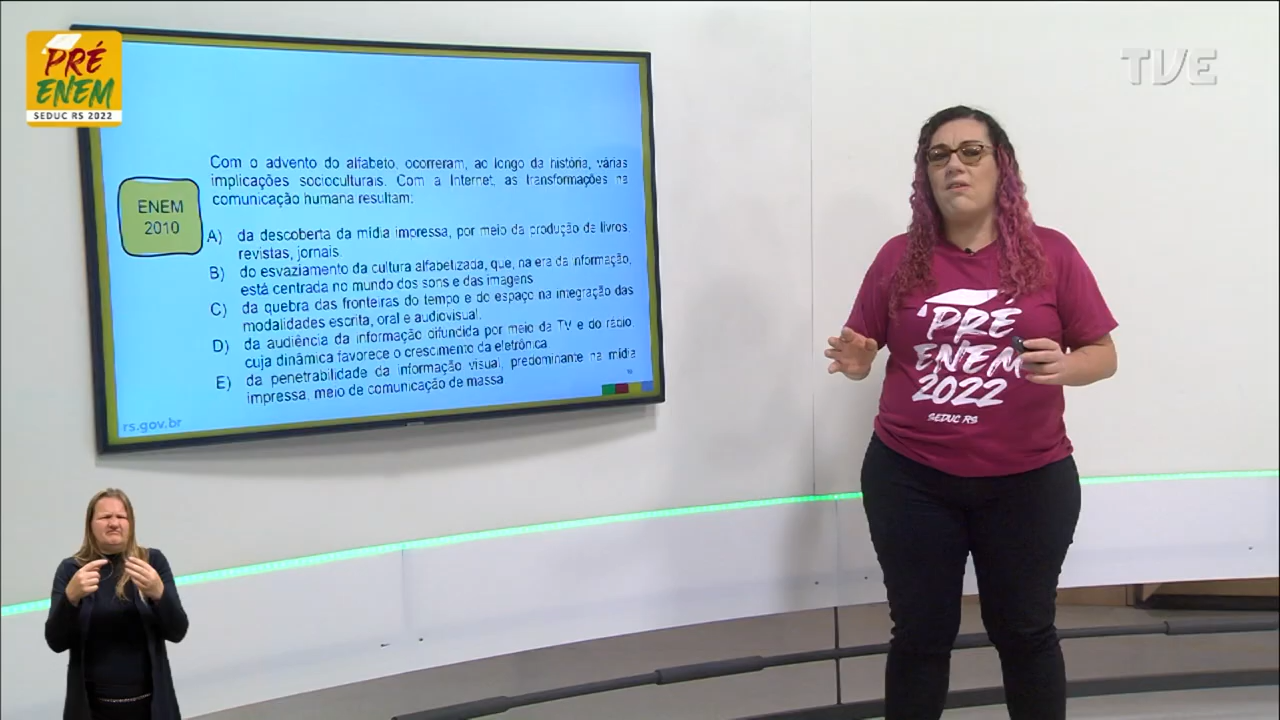 PRÉ
ENEM
SEDUC RS 2022
TVE
Com o advento do alfabeto, ocorreram, ao longo da história, várias
implicações socioculturais. Com a Internet, as transformações na
comunicação humana resultam:
ENEM
2010
A) da descoberta da mídia impressa, por meio da produção de livros,
revistas, jornais.
B) do esvaziamento da cultura alfabetizada, que, na era da informação,
está centrada no mundo dos sons e das imagens
C) da quebra das fronteiras do tempo e do espaço na integração das
modalidades escrita, oral e audiovisual.
D) da audiência da informação difundida por meio da TV e do rádio,
cuja dinâmica favorece o crescimento da eletrônica
E) da penetrabilidade da informação visual, predominante na mídia
impressa, meio de comunicação de massa
rs.gov.br
PRÉ
ENEM
2022
SEDUC RS